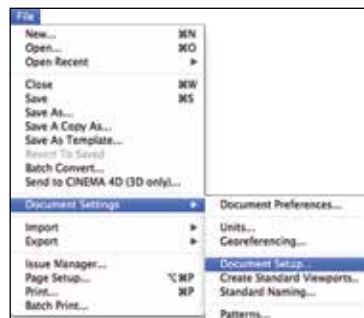 File
New... ⌘N
Open... ⌘O
Open Recent
Close ⌘W
Save ⌘S
Save As...
Save A Copy As...
Save As Template...
Revert To Saved
Batch Convert...
Send to CINEMA 4D (3D only)...
Document Settings
Import
Export
Issue Manager...
Page Setup... ⌥⌘P
Print... ⌘P
Batch Print...
Document Preferences...
Units...
Georeferencing...
Document Setup...
Create Standard Viewports...
Standard Naming...
Patterns...